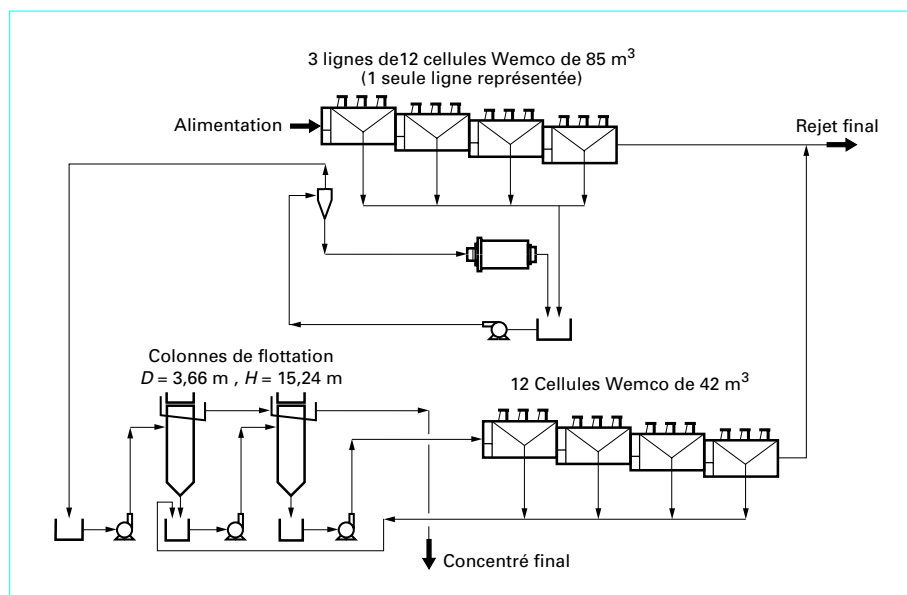 3 lignes de12 cellules Wemco de 85 m³
(1 seule ligne représentée)
Alimentation
Rejet final
Colonnes de flottation
D = 3,66 m , H = 15,24 m
12 Cellules Wemco de 42 m³
Concentré final